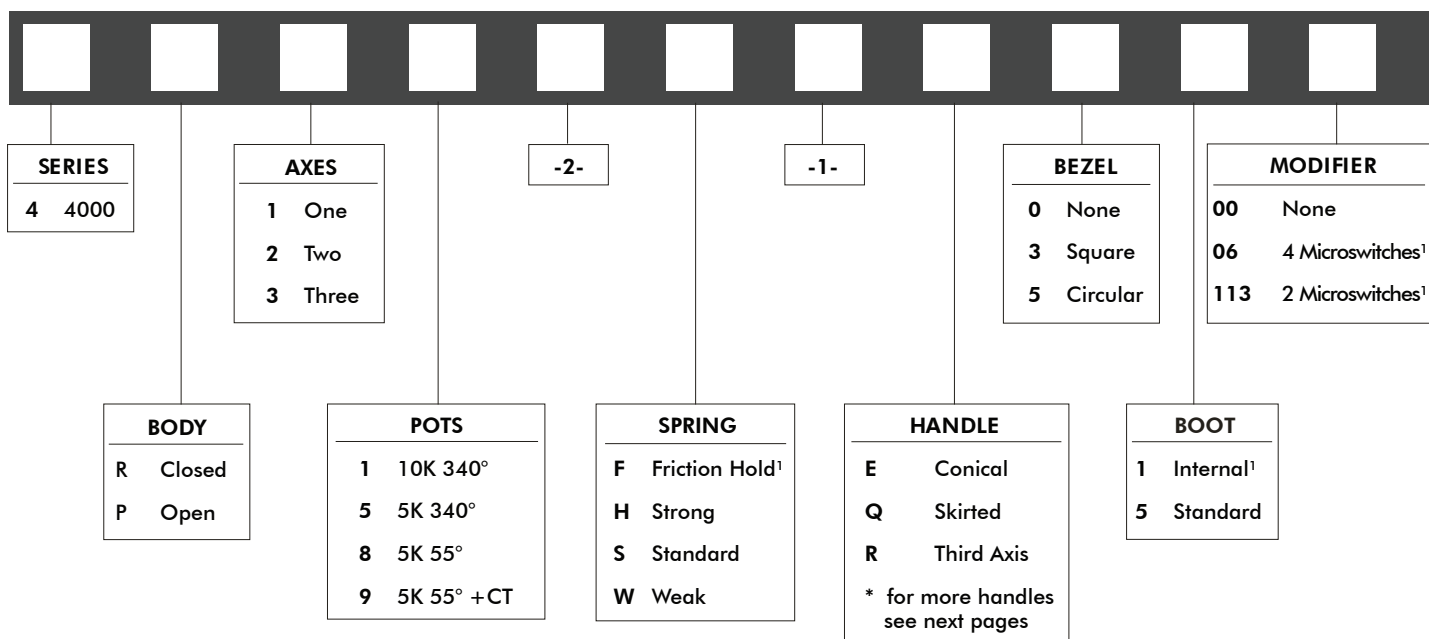 SERIES
4 4000
AXES
1 One
2 Two
3 Three
-2-
-1-
BEZEL
0 None
3 Square
5 Circular
MODIFIER
00 None
06 4 Microswitches¹
113 2 Microswitches¹
BODY
R Closed
P Open
POTS
1 10K 340°
5 5K 340°
8 5K 55°
9 5K 55° +CT
SPRING
F Friction Hold¹
H Strong
S Standard
W Weak
HANDLE
E Conical
Q Skirted
R Third Axis
* for more handles
see next pages
BOOT
1 Internal¹
5 Standard